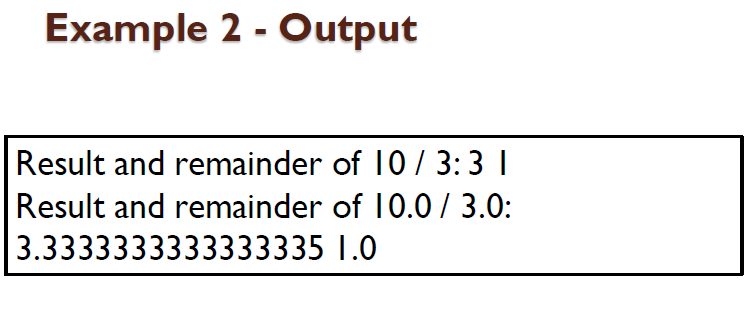 Example 2 - Output
Result and remainder of 10 / 3: 3 1
Result and remainder of 10.0 / 3.0:
3.3333333333333335 1.0